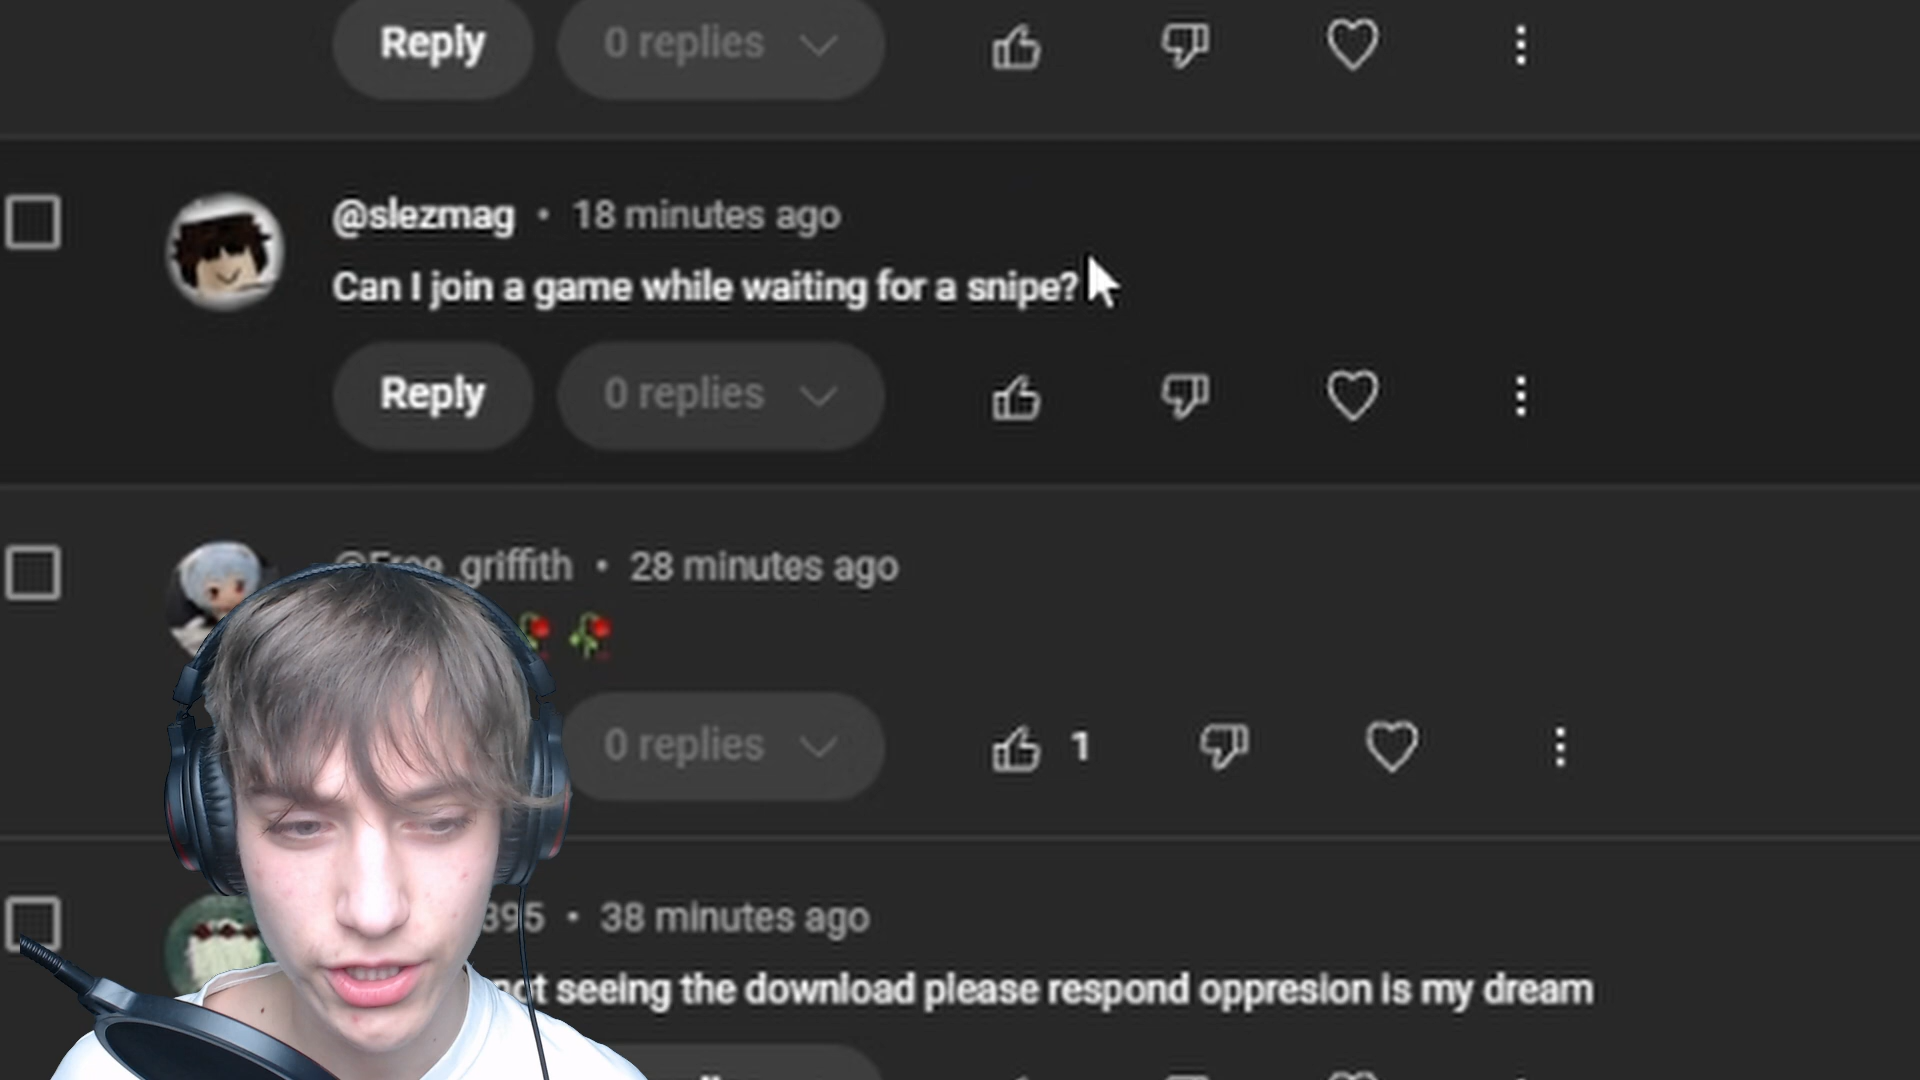 Reply 0 replies
@slezmag • 18 minutes ago
Can I join a game while waiting for a snipe?
Reply 0 replies
griffith • 28 minutes ago
0 replies 1
395 • 38 minutes ago
not seeing the download please respond oppresion is my dream